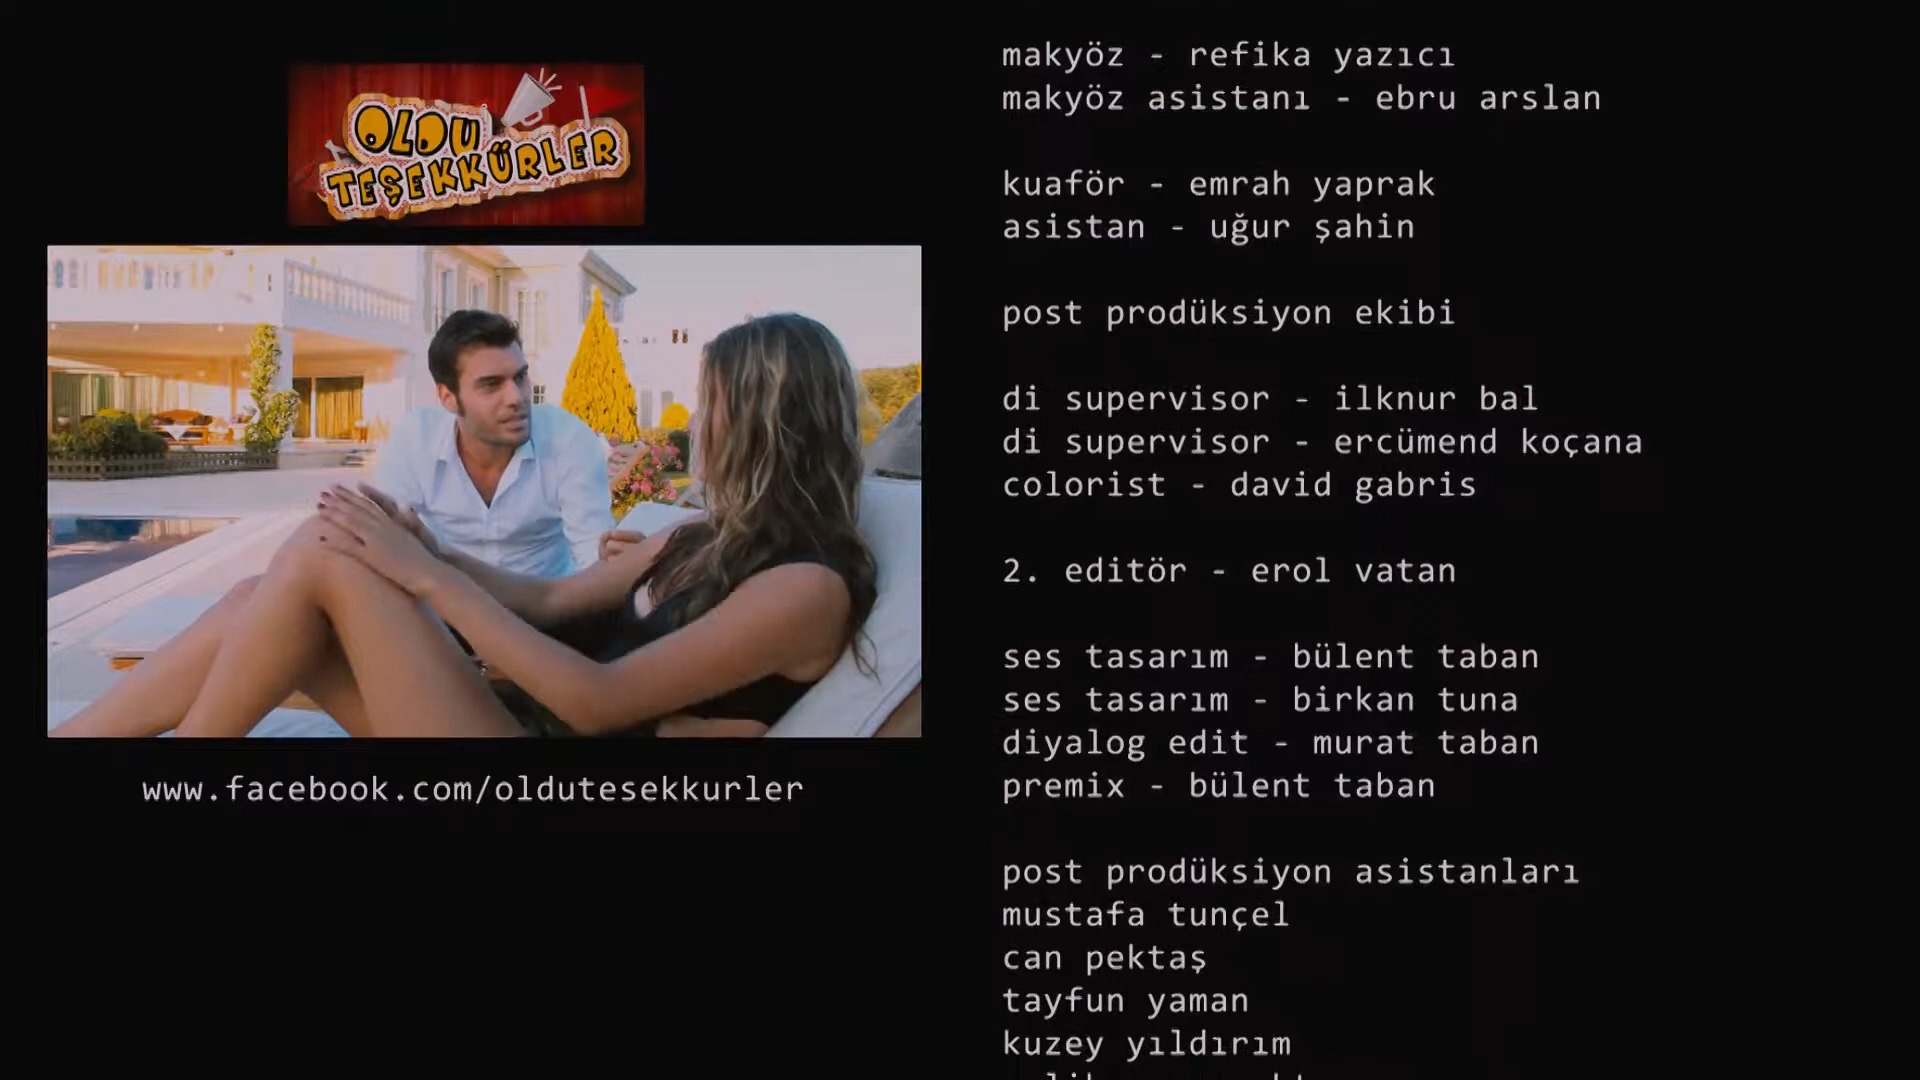 OLDU
TEŞEKKÜRLER
www.facebook.com/oldutesekkurler
makyöz - refika yazıcı
makyöz asistanı - ebru arslan
kuaför - emrah yaprak
asistan - uğur şahin
post prodüksiyon ekibi
di supervisor - ilknur bal
di supervisor - ercümend koçana
colorist - david gabris
2. editör - erol vatan
ses tasarım - bülent taban
ses tasarım - birkan tuna
diyalog edit - murat taban
premix - bülent taban
post prodüksiyon asistanları
mustafa tunçel
can pektaş
tayfun yaman
kuzey yıldırım